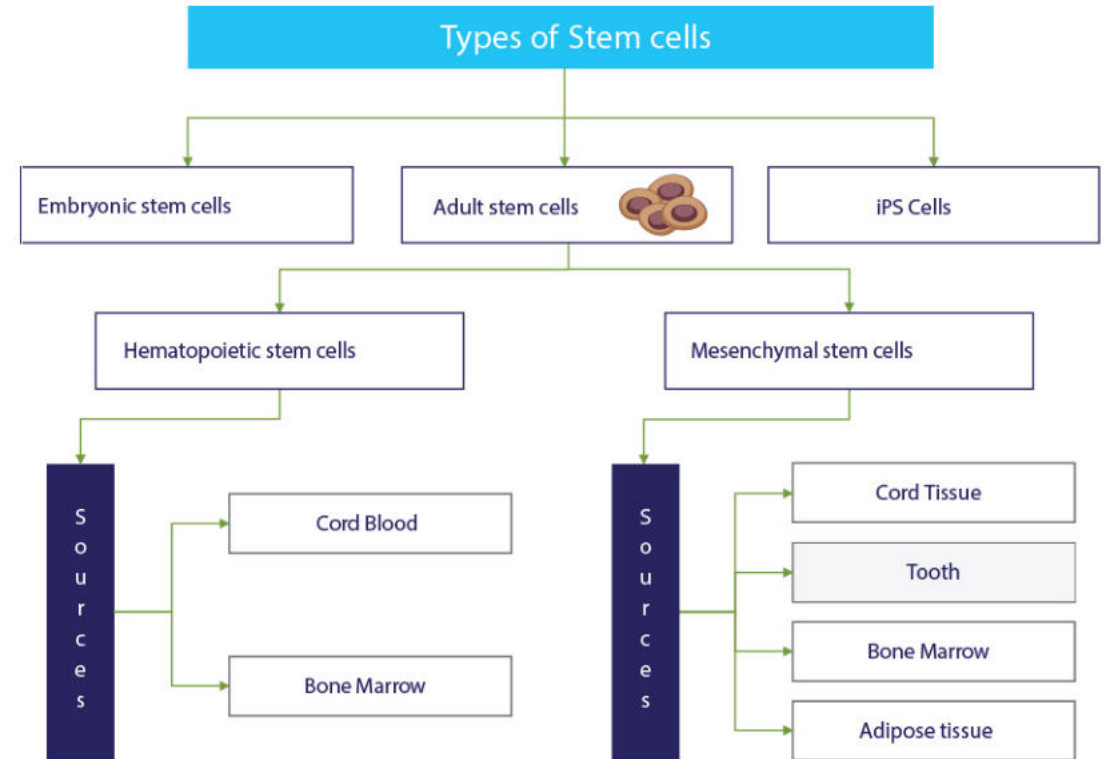 Types of Stem cells
Embryonic stem cells
Adult stem cells
iPS Cells
Hematopoietic stem cells
Mesenchymal stem cells
Sources
Cord Blood
Bone Marrow
Sources
Cord Tissue
Tooth
Bone Marrow
Adipose tissue